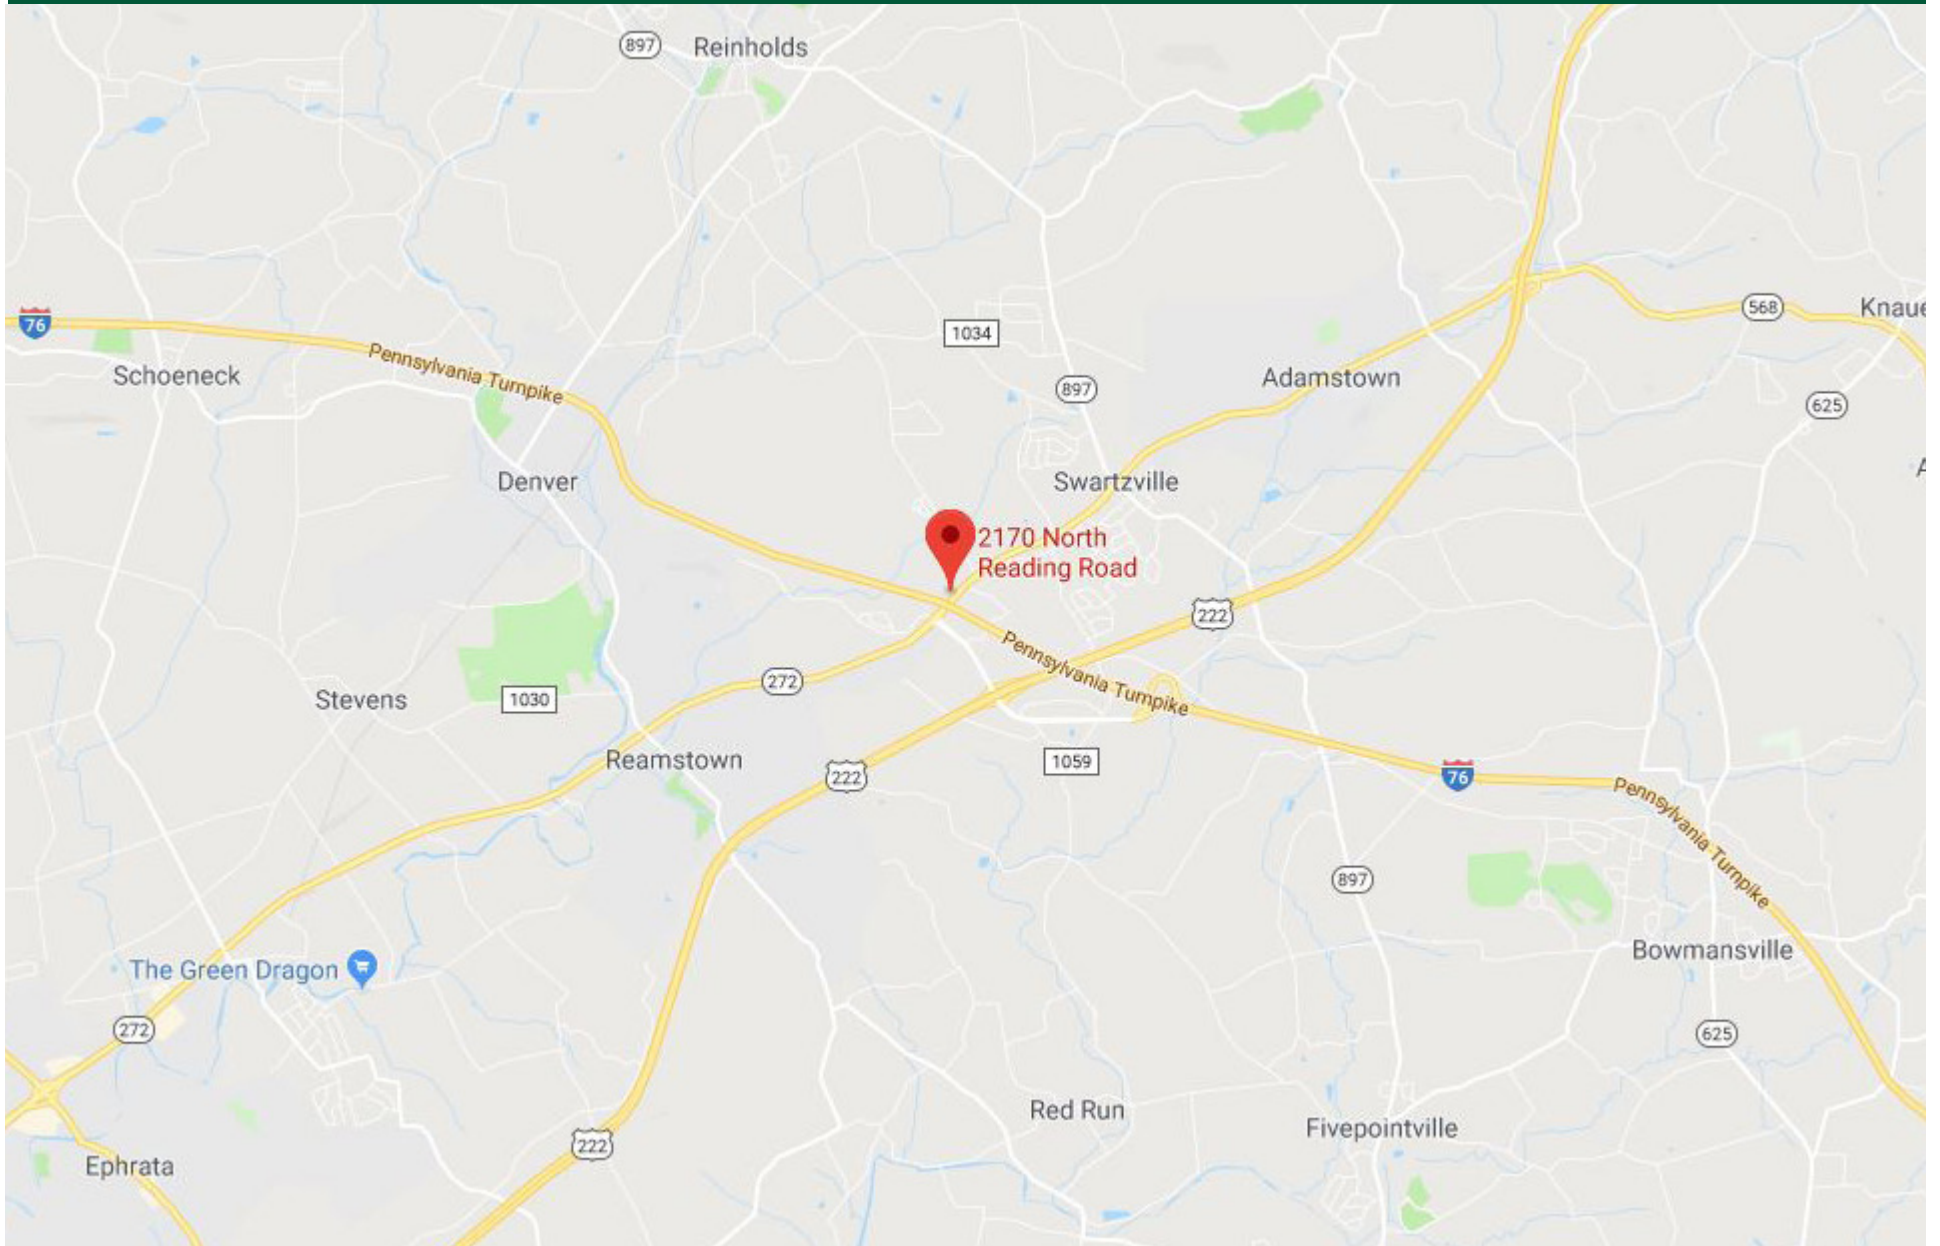 897
Reinholds
76
Pennsylvania Turnpike
1034
568
Knaue
Schoeneck
897
Adamstown
625
Denver
Swartzville
A
2170 North
Reading Road
222
Pennsylvania Turnpike
272
Stevens
1030
Reamstown
222
1059
76
Pennsylvania Turnpike
897
The Green Dragon
Bowmansville
272
625
Red Run
Fivepointville
222
Ephrata